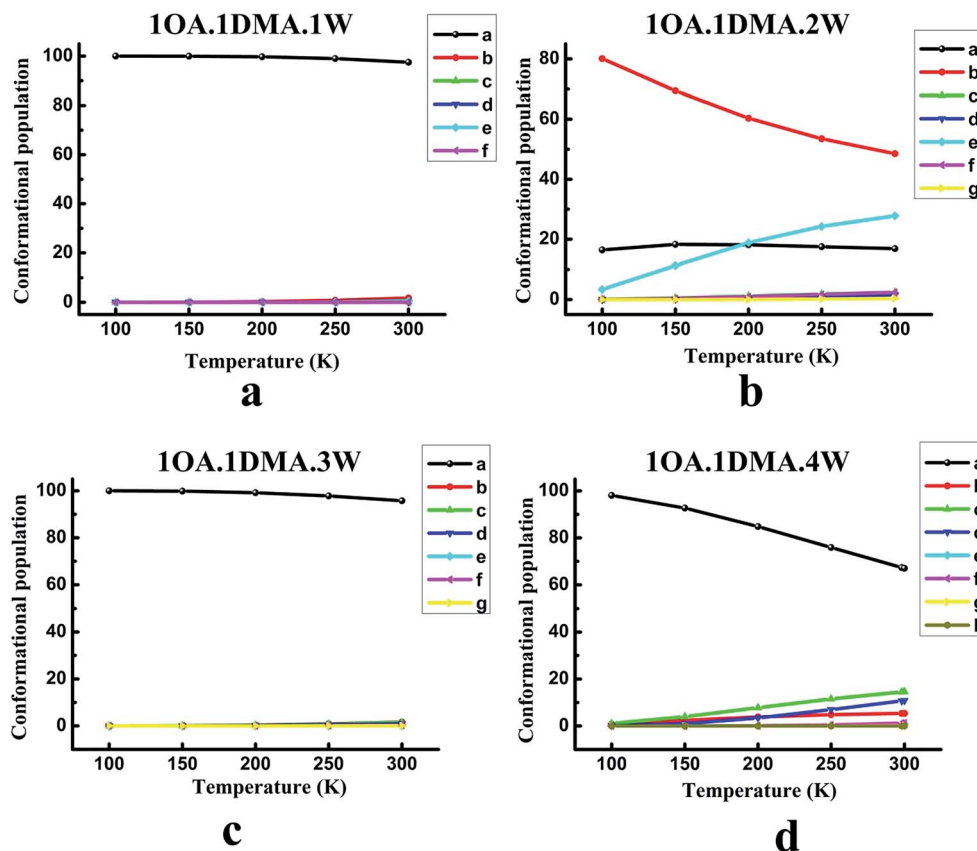 1OA.1DMA.1W
Conformational population
100
80
60
40
20
0
100 150 200 250 300
Temperature (K)
a
b
c
d
e
f
a
1OA.1DMA.2W
Conformational population
80
60
40
20
0
100 150 200 250 300
Temperature (K)
a
b
c
d
e
f
g
b
1OA.1DMA.3W
Conformational population
100
80
60
40
20
0
100 150 200 250 300
Temperature (K)
a
b
c
d
e
f
g
c
1OA.1DMA.4W
Conformational population
100
80
60
40
20
0
100 150 200 250 300
Temperature (K)
a
d